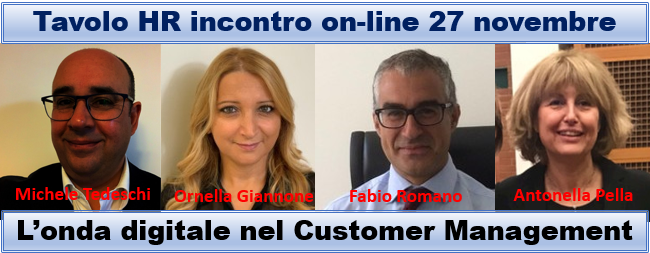 Tavolo HR incontro on-line 27 novembre
Michele Tedeschi Ornella Giannone Fabio Romano Antonella Pella
L’onda digitale nel Customer Management